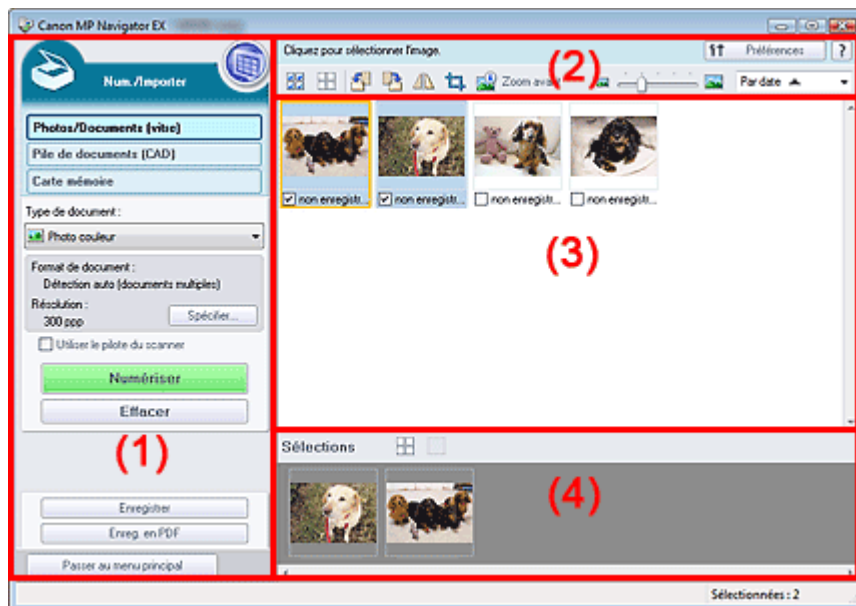 Canon MP Navigator EX
Num./Importer
Photos/Documents (vitre)
Pile de documents (CAD)
Carte mémoire
Type de document :
Photo couleur
Format de document :
Détection auto (documents multiples)
Résolution :
300 ppp
Spécifier...
Utiliser le pilote du scanner
Numériser
Effacer
(1)
Enregistrer
Enreg. en PDF
Passer au menu principal
Cliquez pour sélectionner l'image.
Préférences
?
(2)
Zoom avant
Par date
non enregistr...
non enregistr...
non enregistr...
non enregistr...
(3)
Sélections
(4)
Sélectionnées : 2